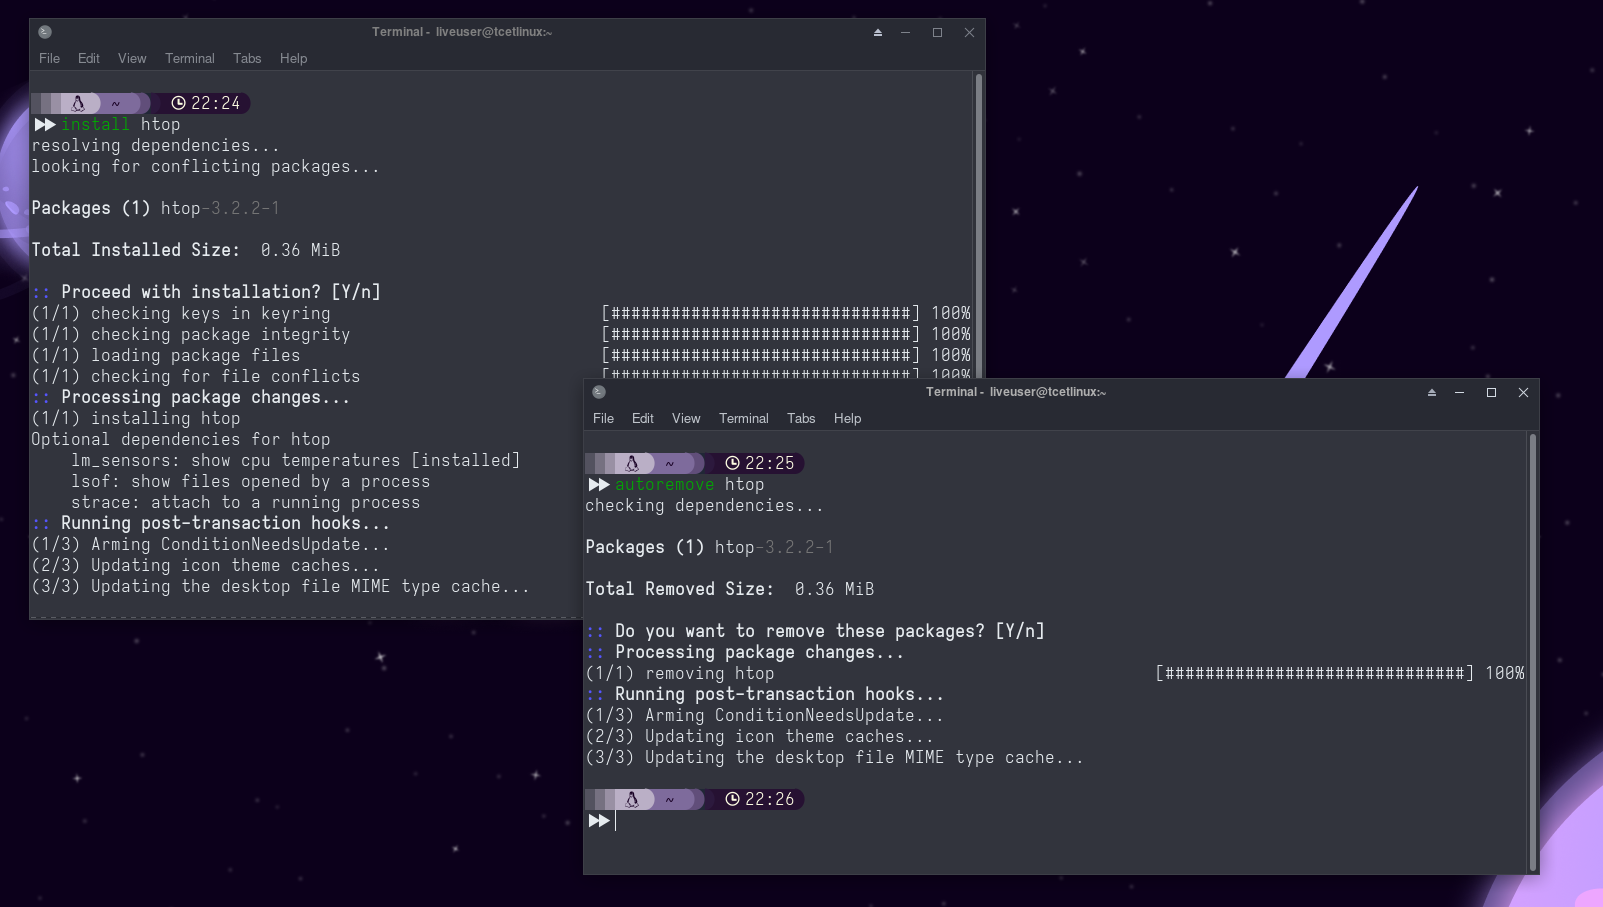 Terminal - liveuser@tcetlinux:~
File Edit View Terminal Tabs Help
~ 22:24
install htop
resolving dependencies...
looking for conflicting packages...
Packages (1) htop-3.2.2-1
Total Installed Size:  0.36 MiB
:: Proceed with installation? [Y/n]
(1/1) checking keys in keyring [##############################] 100%
(1/1) checking package integrity [##############################] 100%
(1/1) loading package files [##############################] 100%
(1/1) checking for file conflicts [##############################] 100%
:: Processing package changes...
(1/1) installing htop
Optional dependencies for htop
lm_sensors: show cpu temperatures [installed]
lsof: show files opened by a process
strace: attach to a running process
:: Running post-transaction hooks...
(1/3) Arming ConditionNeedsUpdate...
(2/3) Updating icon theme caches...
(3/3) Updating the desktop file MIME type cache...
Terminal - liveuser@tcetlinux:~
File Edit View Terminal Tabs Help
~ 22:25
autoremove htop
checking dependencies...
Packages (1) htop-3.2.2-1
Total Removed Size:  0.36 MiB
:: Do you want to remove these packages? [Y/n]
:: Processing package changes...
(1/1) removing htop [##############################] 100%
:: Running post-transaction hooks...
(1/3) Arming ConditionNeedsUpdate...
(2/3) Updating icon theme caches...
(3/3) Updating the desktop file MIME type cache...
~ 22:26